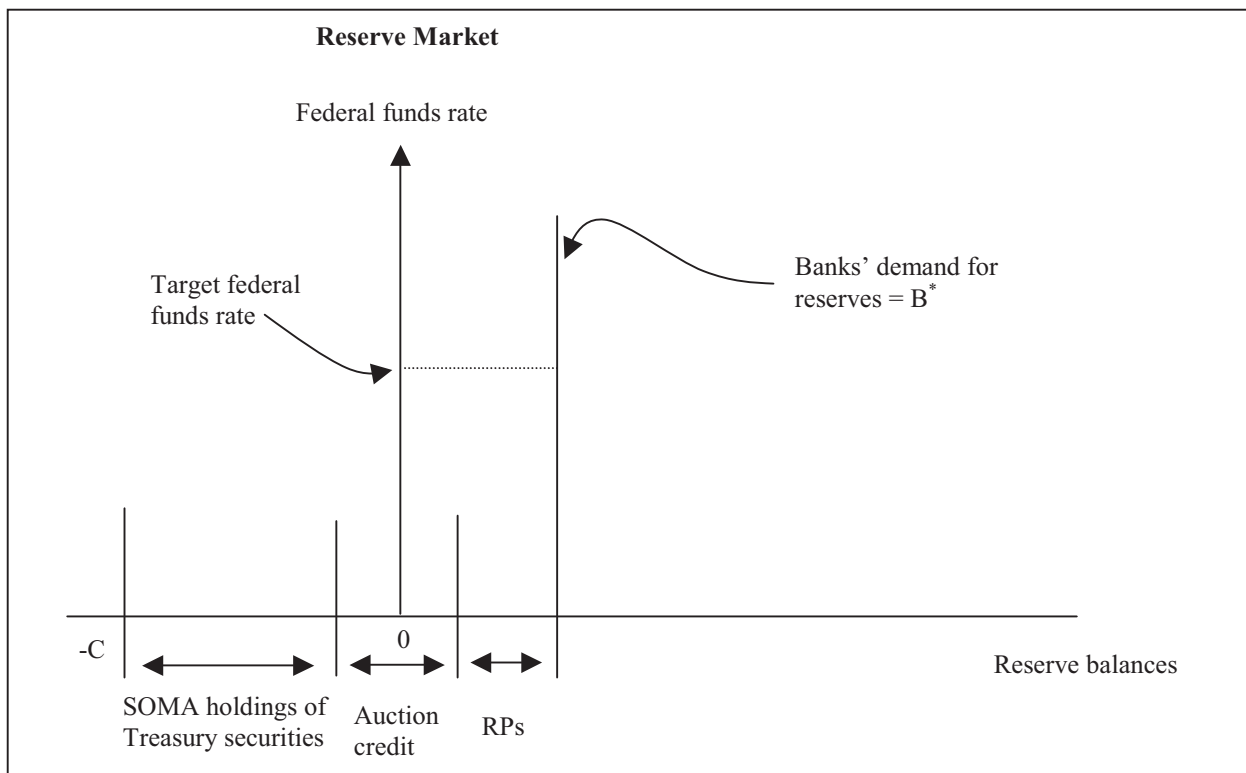 Reserve Market
Federal funds rate
Target federal
funds rate
Banks’ demand for
reserves = B*
-C
0
Reserve balances
SOMA holdings of
Treasury securities
Auction
credit
RPs